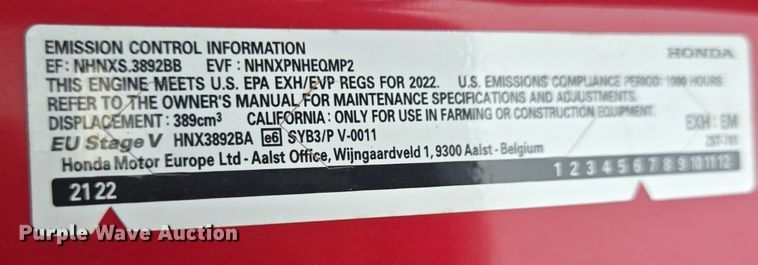 EMISSION CONTROL INFORMATION
HONDA
EF: NHNXS.3892BB EVF: NHNXPNHEQMP2
THIS ENGINE MEETS U.S. EPA EXH/EVP REGS FOR 2022. U.S. EMISSIONS COMPLIANCE PERIOD: 1000 HOURS
REFER TO THE OWNER'S MANUAL FOR MAINTENANCE SPECIFICATIONS AND ADJUSTMENTS.
DISPLACEMENT : 389cm³ CALIFORNIA: ONLY FOR USE IN FARMING OR CONSTRUCTION EQUIPMENT.
EXH : EM
EU Stage V HNX3892BA e6 SYB3/P V-0011
ZST-701
Honda Motor Europe Ltd - Aalst Office, Wijngaardveld 1, 9300 Aalst - Belgium
1 2 3 4 5 6 7 8 9 10 11 12
21 22
Purple Wave Auction